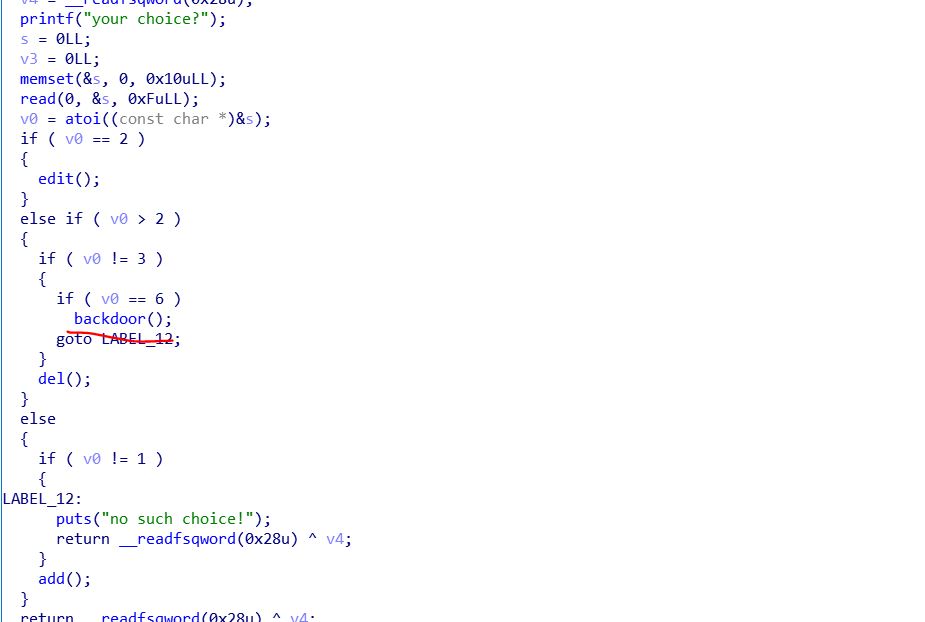 v4 = __readfsqword(0x28u);
printf("your choice?");
s = 0LL;
v3 = 0LL;
memset(&s, 0, 0x10uLL);
read(0, &s, 0xFuLL);
v0 = atoi((const char *)&s);
if ( v0 == 2 )
{
edit();
}
else if ( v0 > 2 )
{
if ( v0 != 3 )
{
if ( v0 == 6 )
backdoor();
goto LABEL_12;
}
del();
}
else
{
if ( v0 != 1 )
{
LABEL_12:
puts("no such choice!");
return __readfsqword(0x28u) ^ v4;
}
add();
}
return __readfsqword(0x28u) ^ v4;